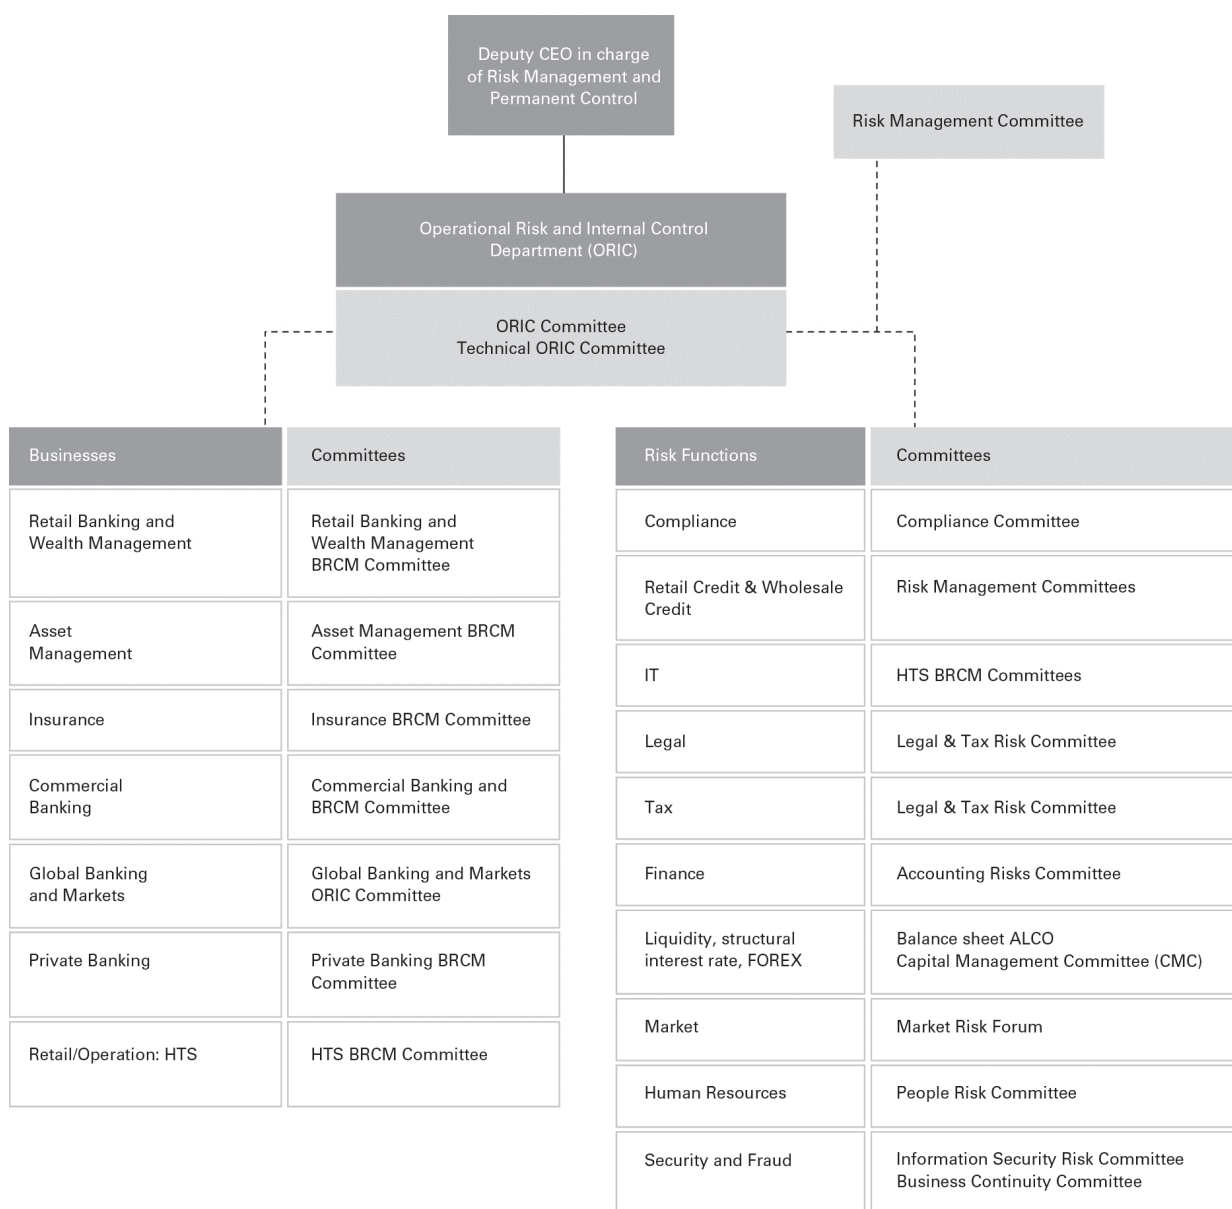 Deputy CEO in charge
of Risk Management and
Permanent Control
Risk Management Committee
Operational Risk and Internal Control
Department (ORIC)
ORIC Committee
Technical ORIC Committee
Businesses
Committees
Retail Banking and
Wealth Management
Retail Banking and
Wealth Management
BRCM Committee
Asset
Management
Asset Management BRCM
Committee
Insurance
Insurance BRCM Committee
Commercial
Banking
Commercial Banking and
BRCM Committee
Global Banking
and Markets
Global Banking and Markets
ORIC Committee
Private Banking
Private Banking BRCM
Committee
Retail/Operation: HTS
HTS BRCM Committee
Risk Functions
Committees
Compliance
Compliance Committee
Retail Credit & Wholesale
Credit
Risk Management Committees
IT
HTS BRCM Committees
Legal
Legal & Tax Risk Committee
Tax
Legal & Tax Risk Committee
Finance
Accounting Risks Committee
Liquidity, structural
interest rate, FOREX
Balance sheet ALCO
Capital Management Committee (CMC)
Market
Market Risk Forum
Human Resources
People Risk Committee
Security and Fraud
Information Security Risk Committee
Business Continuity Committee